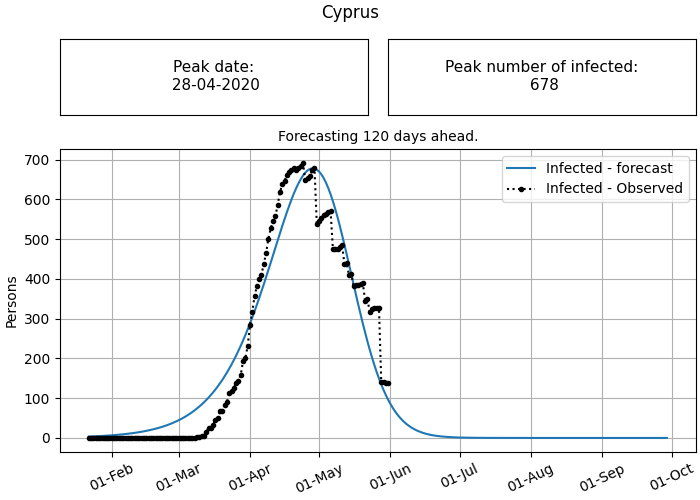 Cyprus
Peak date:
28-04-2020
Peak number of infected:
678
Forecasting 120 days ahead.
Infected - forecast
Infected - Observed
Persons
700
600
500
400
300
200
100
0
01-Feb
01-Mar
01-Apr
01-May
01-Jun
01-Jul
01-Aug
01-Sep
01-Oct